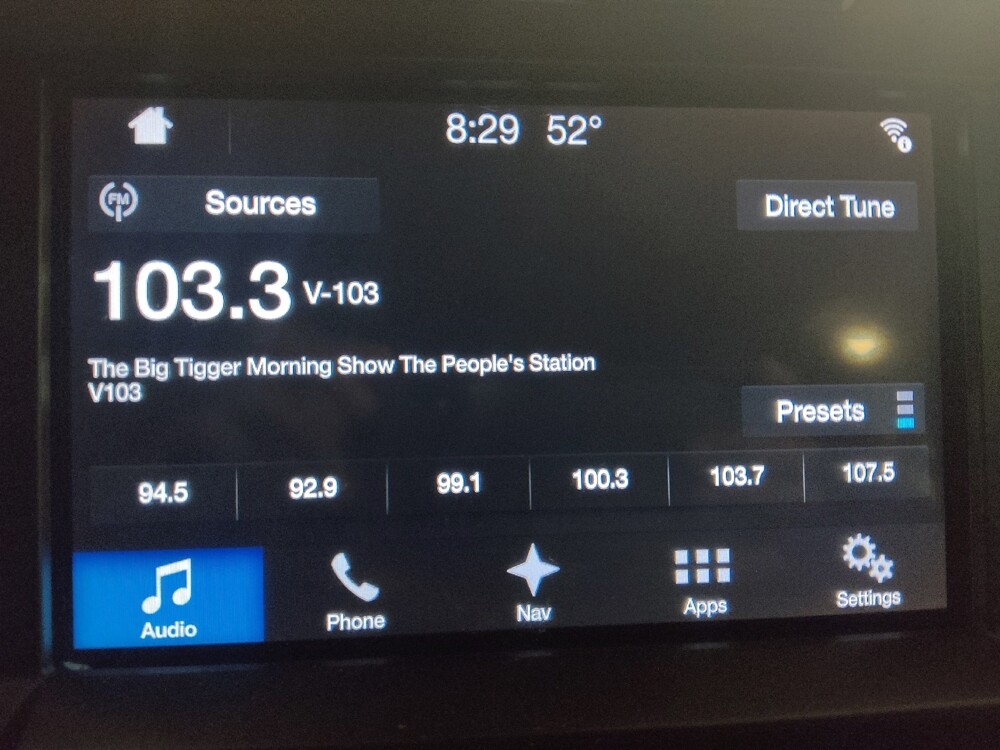 8:29 52°
FM Sources
Direct Tune
103.3 V-103
The Big Tigger Morning Show The People's Station
V103
Presets
94.5 92.9 99.1 100.3 103.7 107.5
Audio Phone Nav Apps Settings